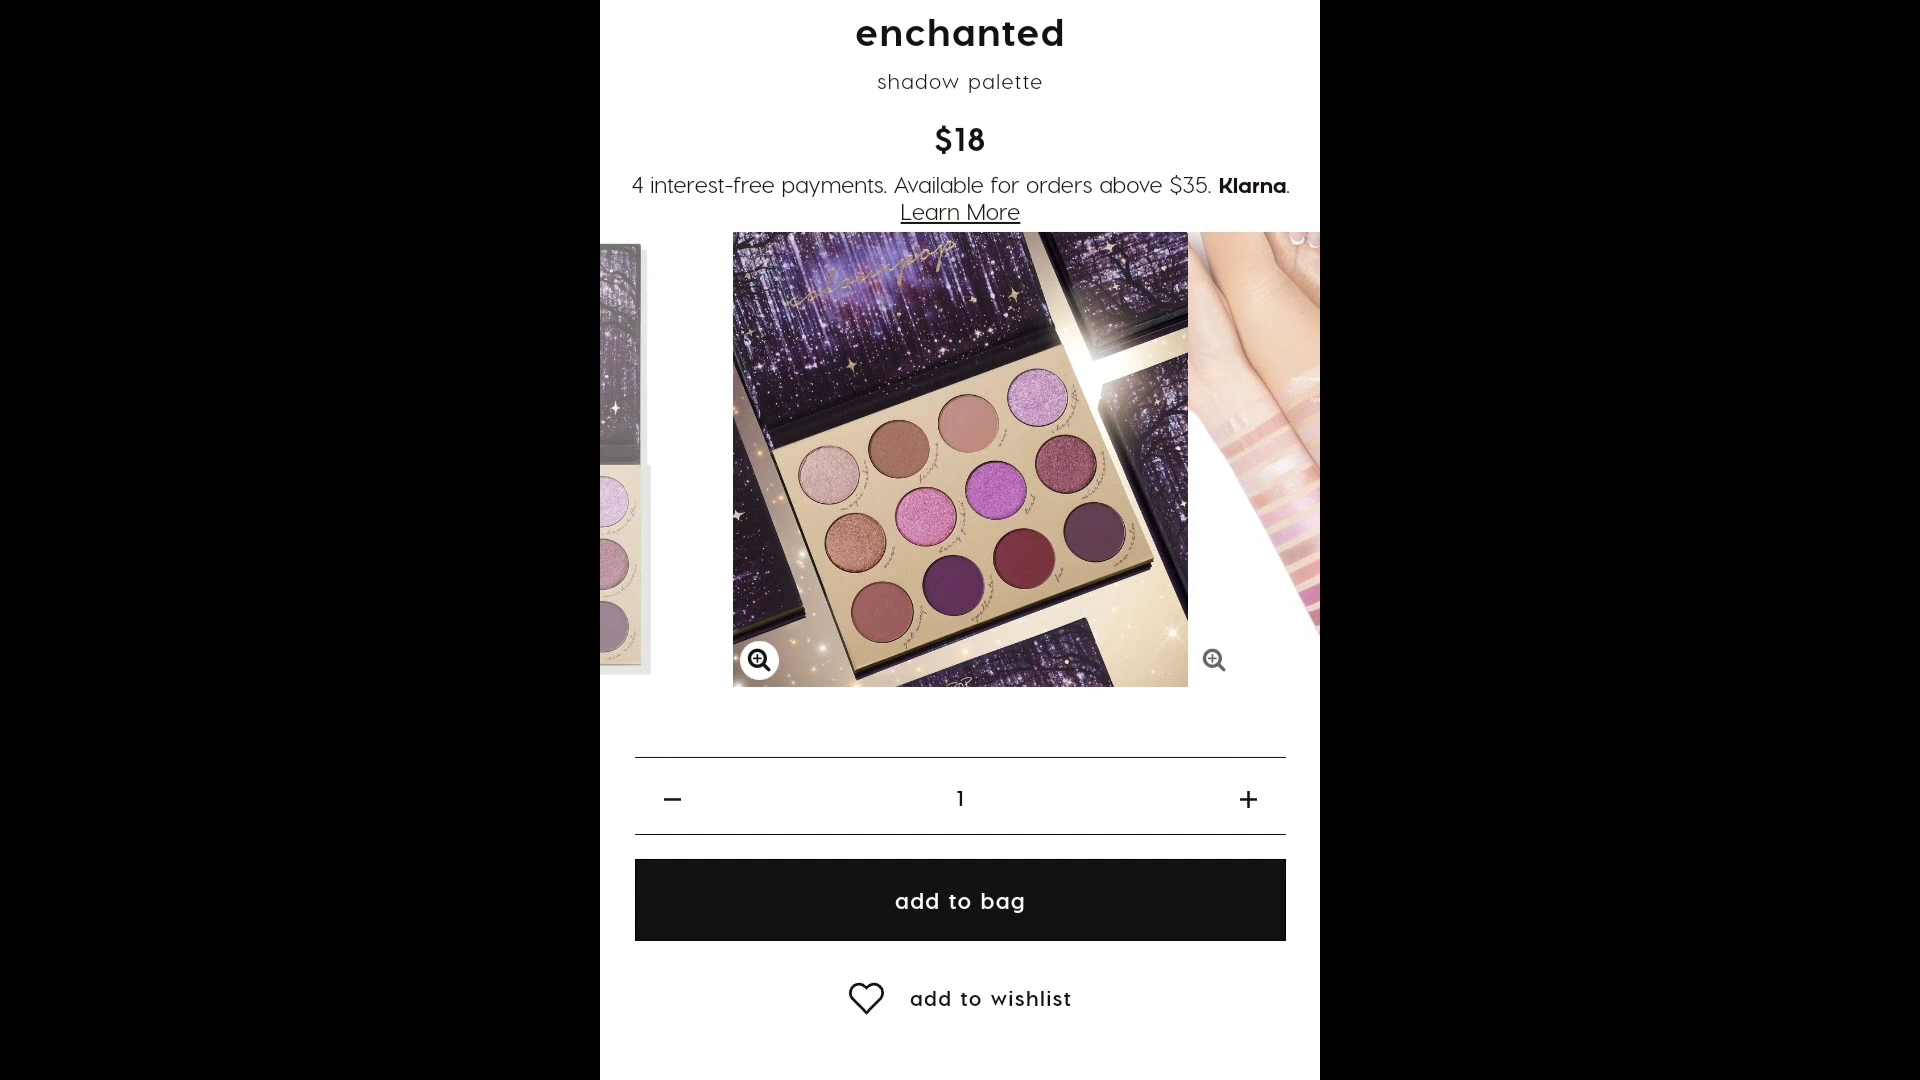 enchanted
shadow palette
$18
4 interest-free payments. Available for orders above $35. Klarna.
Learn More
colourpop
1
add to bag
add to wishlist